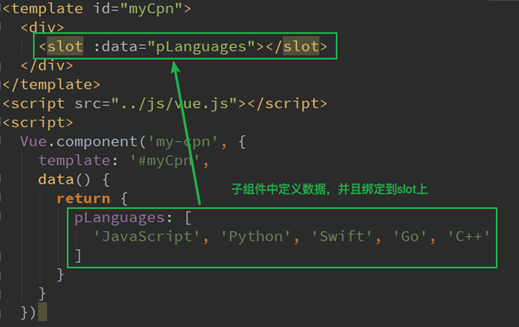 <template id="myCpn">
<div>
<slot :data="pLanguages"></slot>
</div>
</template>
<script src="../js/vue.js"></script>
<script>
Vue.component('my-cpn', {
template: '#myCpn',
data() {
子组件中定义数据，并且绑定到slot上
return {
pLanguages: [
'JavaScript', 'Python', 'Swift', 'Go', 'C++'
]
}
}
})